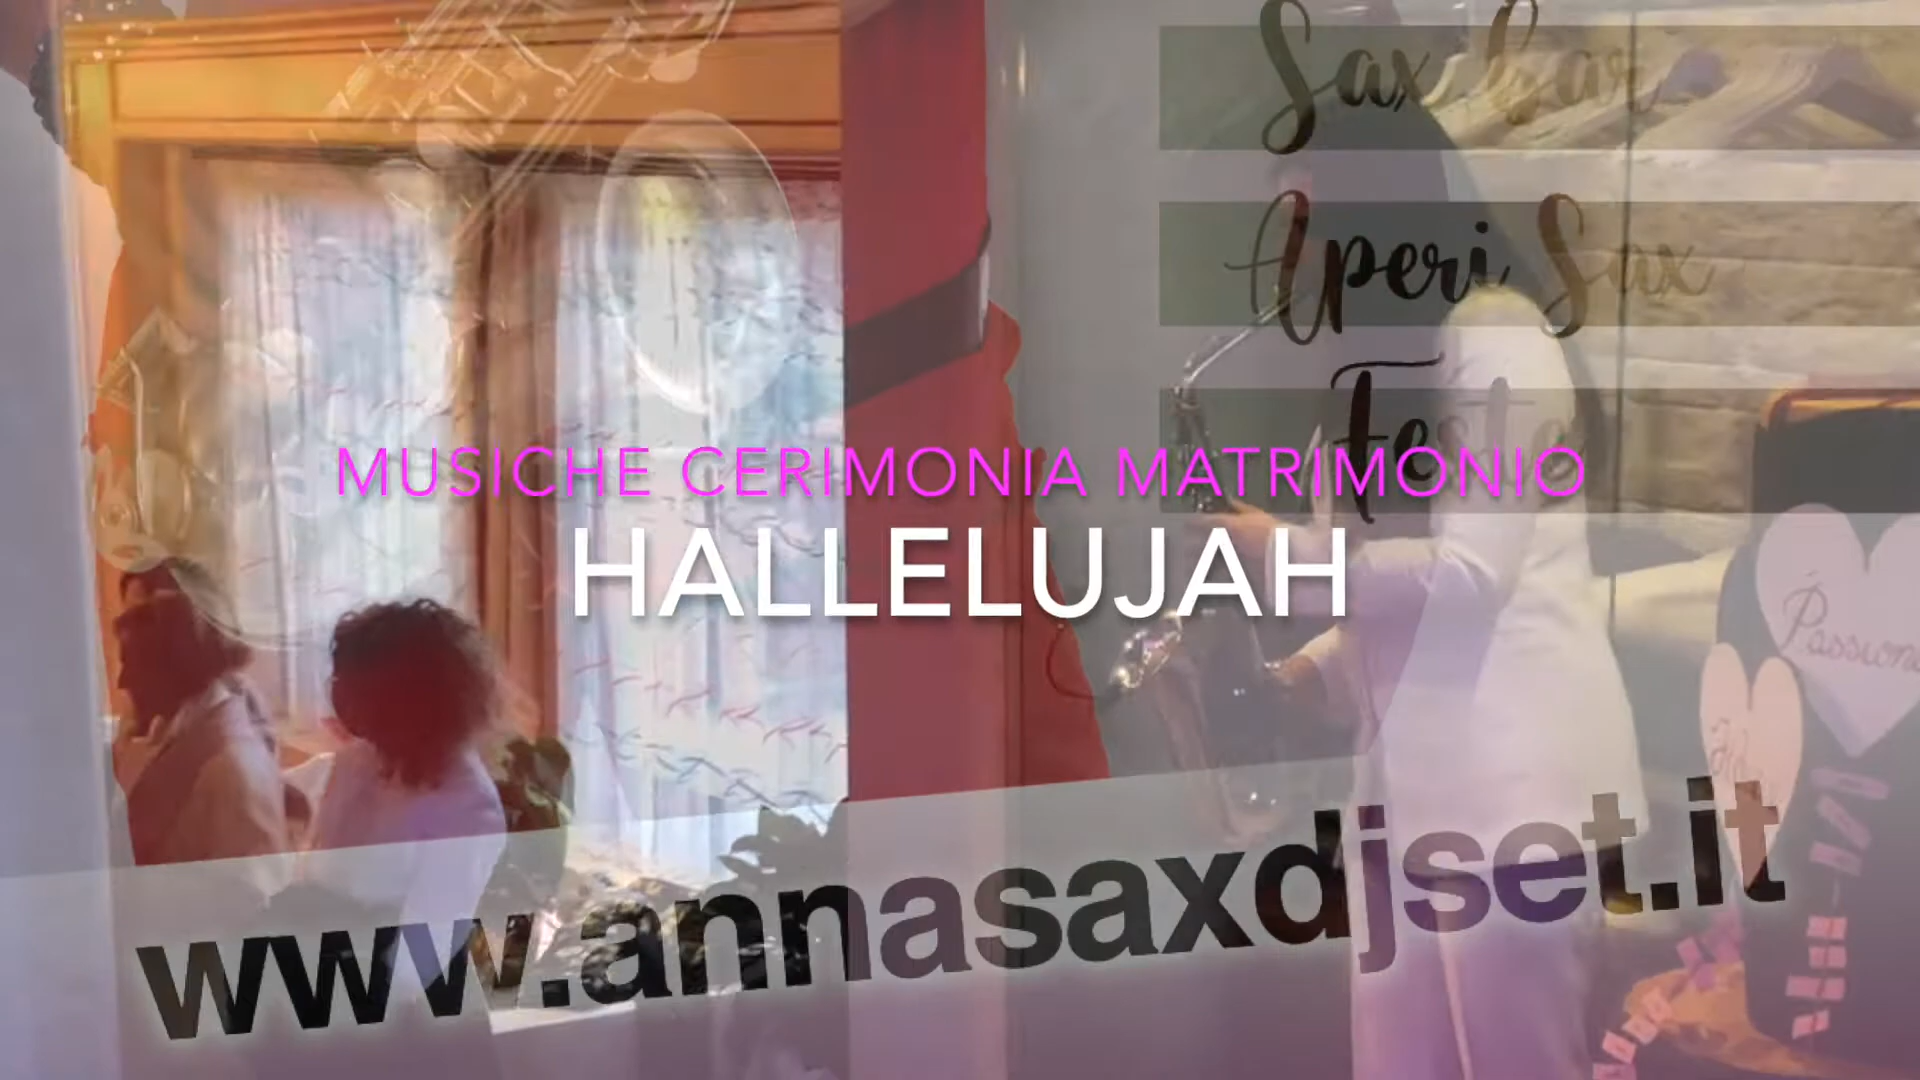 Sax Bar
Aperi Sax
Feste
MUSICHE CERIMONIA MATRIMONIO
HALLELUJAH
Passione
www.annasaxdjset.it